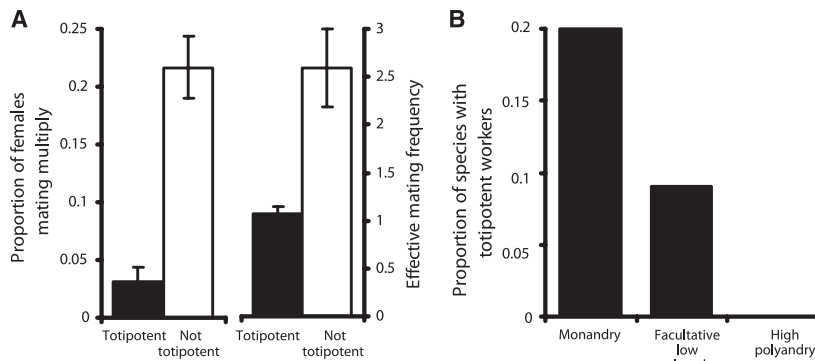 A
Proportion of females
mating multiply
0.25
0.2
0.15
0.1
0.05
0
Totipotent
Not
totipotent
Totipotent
Not
totipotent
3
2.5
2
1.5
1
0.5
0
Effective mating frequency
B
Proportion of species with
totipotent workers
0.2
0.15
0.1
0.05
0
Monandry
Facultative
low
High
polyandry